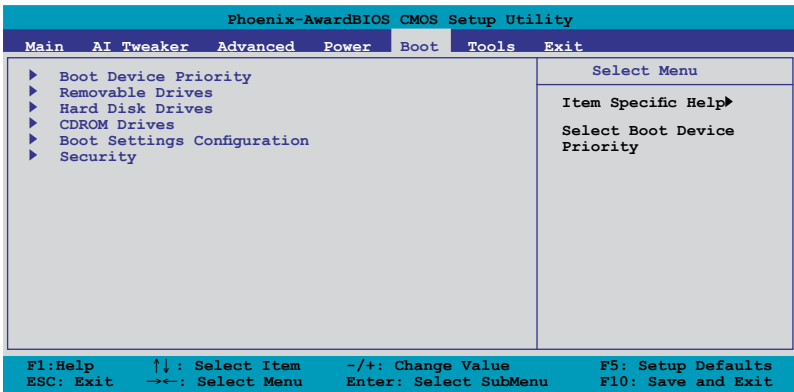 Phoenix-AwardBIOS CMOS Setup Utility
Main AI Tweaker Advanced Power Boot Tools Exit
Boot Device Priority
Removable Drives
Hard Disk Drives
CDROM Drives
Boot Settings Configuration
Security
Select Menu
Item Specific Help
Select Boot Device
Priority
F1:Help ↑↓ : Select Item -/+: Change Value F5: Setup Defaults
ESC: Exit →←: Select Menu Enter: Select SubMenu F10: Save and Exit